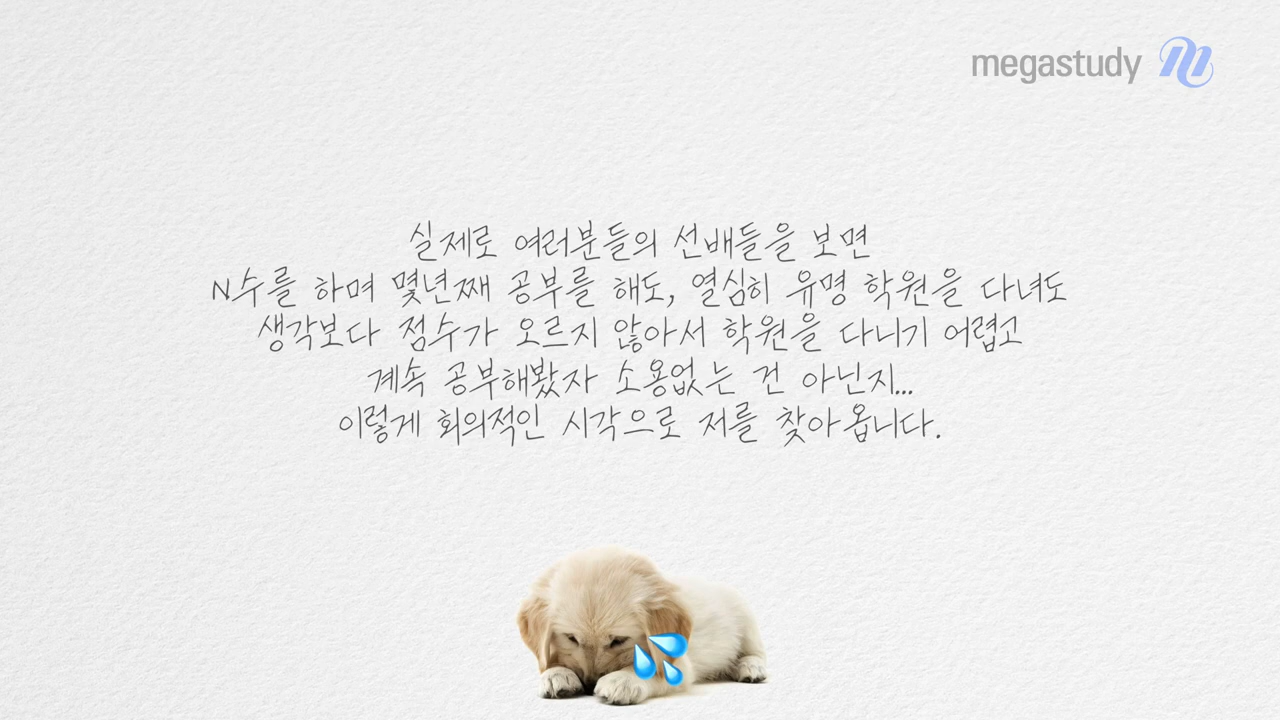 megastudy
실제로 여러분들의 선배들을 보면
N수를 하며 몇년째 공부를 해도, 열심히 유명 학원을 다녀도
생각보다 점수가 오르지 않아서 학원을 다니기 어렵고
계속 공부해봤자 소용없는 건 아닌지...
이렇게 회의적인 시각으로 저를 찾아옵니다.